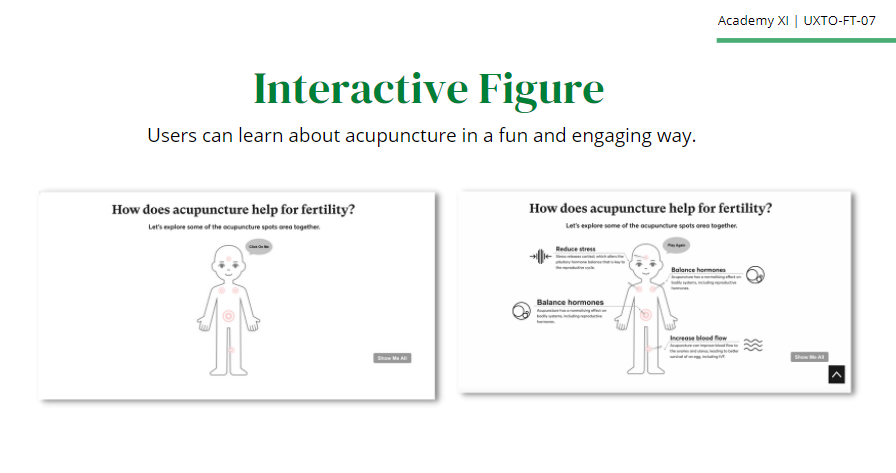 Academy XI | UXTO-FT-07
Interactive Figure
Users can learn about acupuncture in a fun and engaging way.
How does acupuncture help for fertility?
Let's explore some of the acupuncture spots area together.
Click On Me
Show Me All
How does acupuncture help for fertility?
Let's explore some of the acupuncture spots area together.
Play Again
Reduce stress
Stress releases cortisol, which alters the
pituitary hormone balance that is key to
the reproductive cycle.
Balance hormones
Acupuncture has a normalising effect on
bodily systems, including reproductive
hormones.
Balance hormones
Acupuncture has a normalising effect on
bodily systems, including reproductive
hormones.
Increase blood flow
Acupuncture can improve blood flow to
the ovaries and uterus, leading to better
survival of an egg, including IVF.
Show Me All